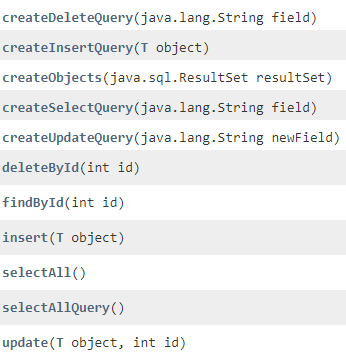 createDeleteQuery(java.lang.String field)
createInsertQuery(T object)
createObjects(java.sql.ResultSet resultSet)
createSelectQuery(java.lang.String field)
createUpdateQuery(java.lang.String newField)
deleteById(int id)
findById(int id)
insert(T object)
selectAll()
selectAllQuery()
update(T object, int id)